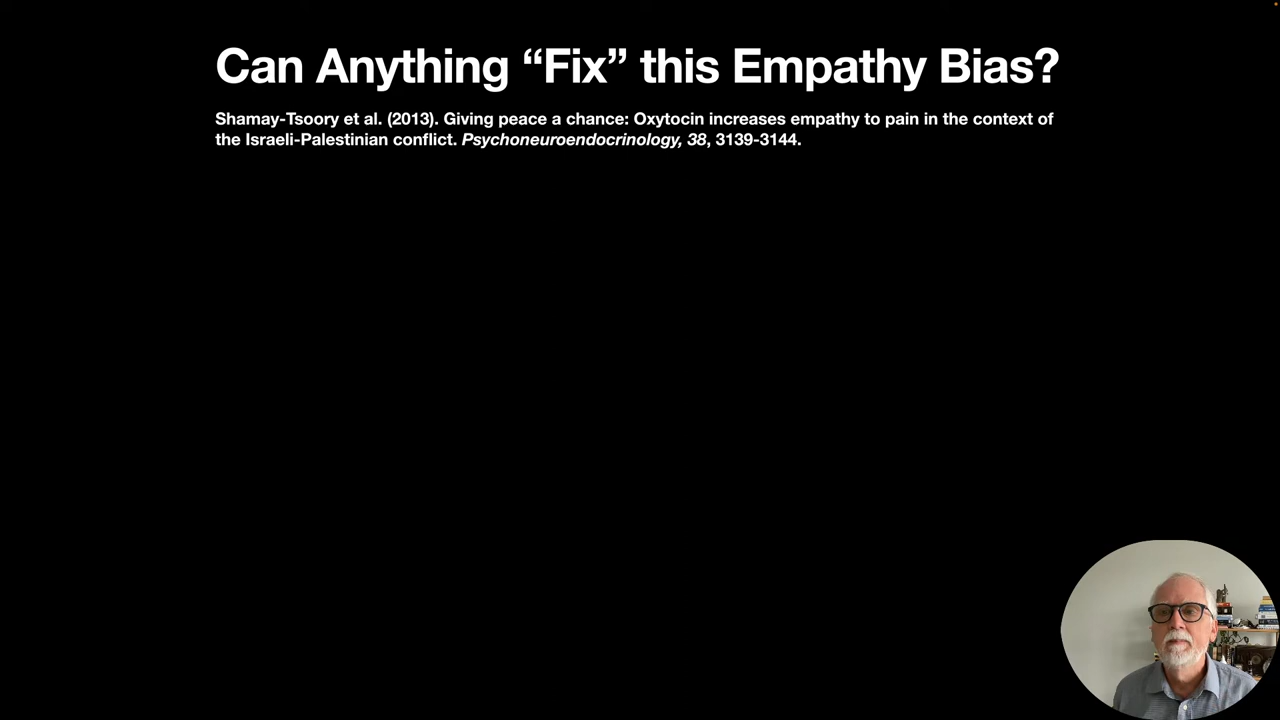 Can Anything “Fix” this Empathy Bias?
Shamay-Tsoory et al. (2013). Giving peace a chance: Oxytocin increases empathy to pain in the context of
the Israeli-Palestinian conflict. Psychoneuroendocrinology, 38, 3139-3144.